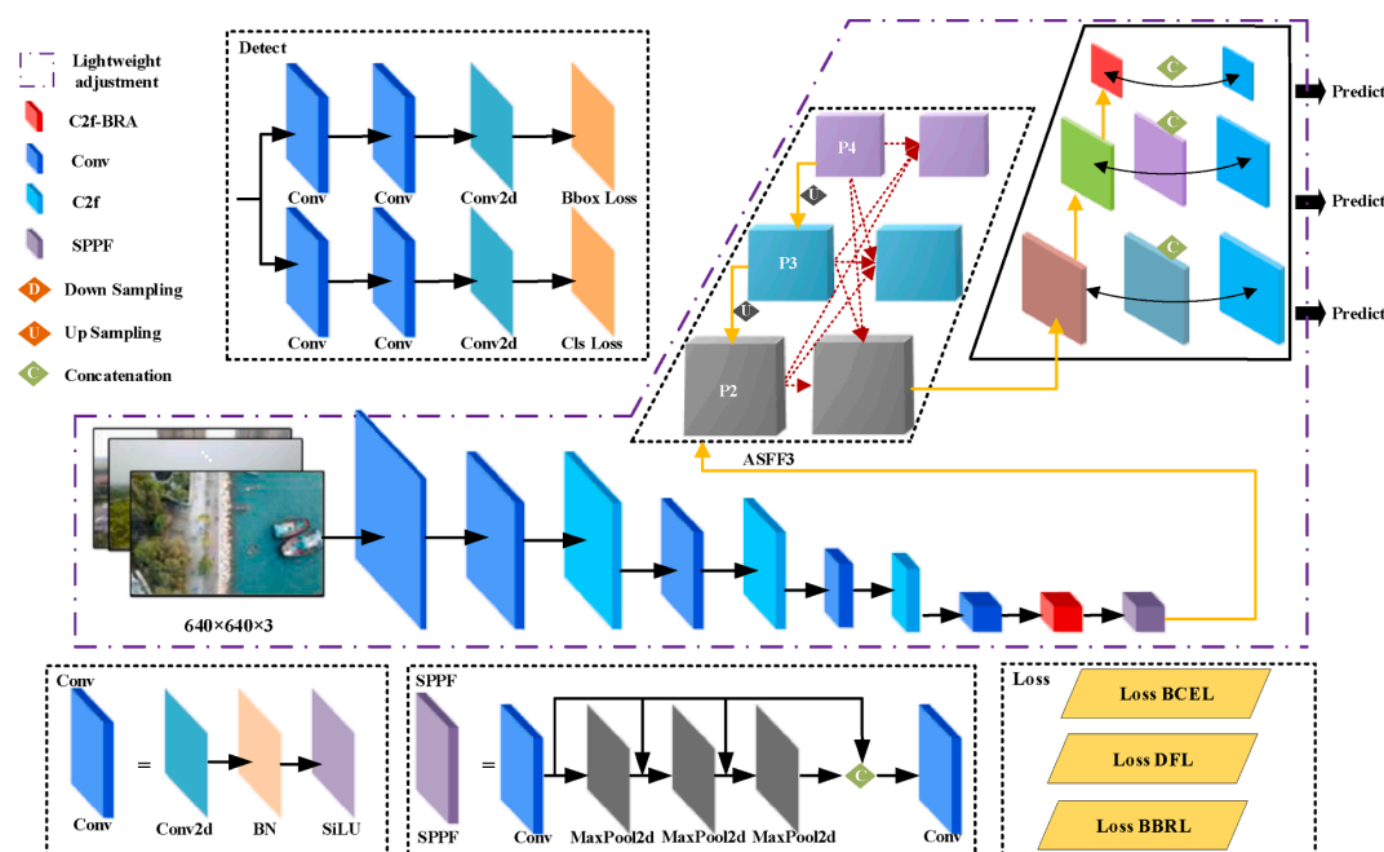 Lightweight
adjustment
C2f-BRA
Conv
C2f
SPPF
D Down Sampling
U Up Sampling
C Concatenation
Detect
Conv Conv Conv2d Bbox Loss
Conv Conv Conv2d Cls Loss
P4
U
P3
U
P2
ASFF3
C
C
C
Predict
Predict
Predict
640×640×3
Conv
=
Conv Conv2d BN SiLU
SPPF
=
C
SPPF Conv MaxPool2d MaxPool2d MaxPool2d Conv
Loss
Loss BCEL
Loss DFL
Loss BBRL